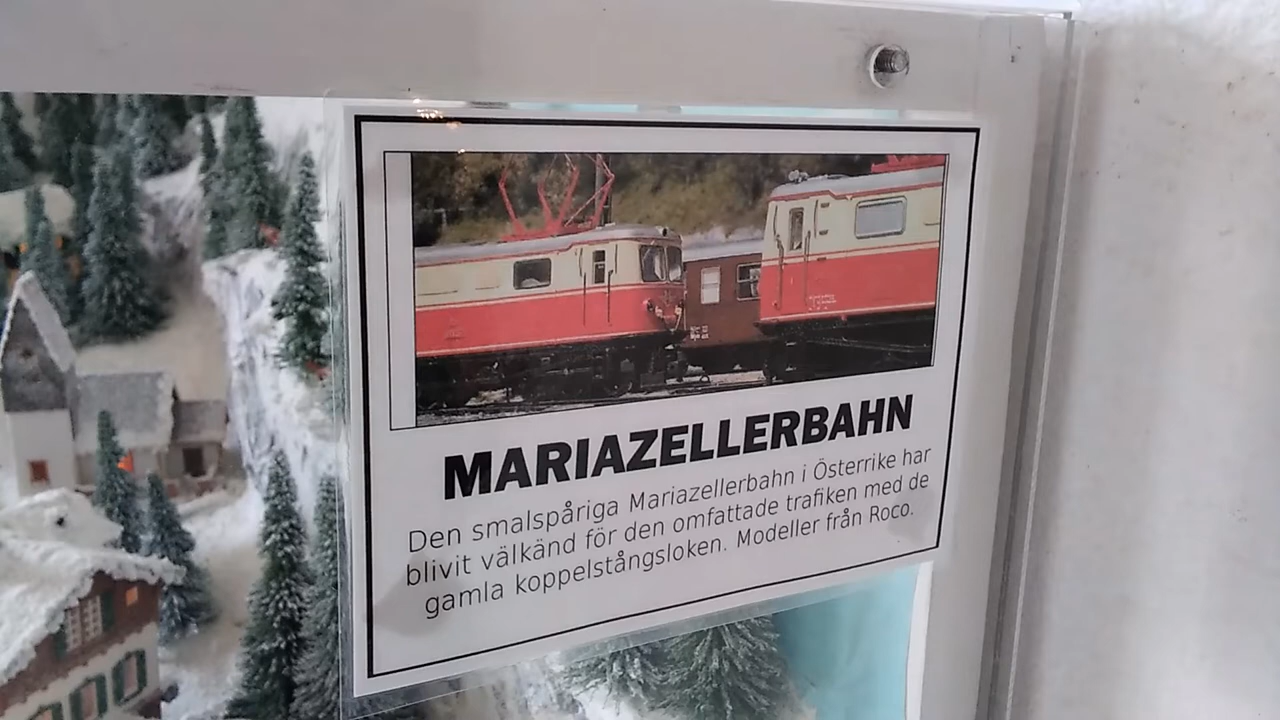 MARIAZELLERBAHN
Den smalspåriga Mariazellerbahn i Österrike har
blivit välkänd för den omfattade trafiken med de
gamla koppelstångsloken. Modeller från Roco.